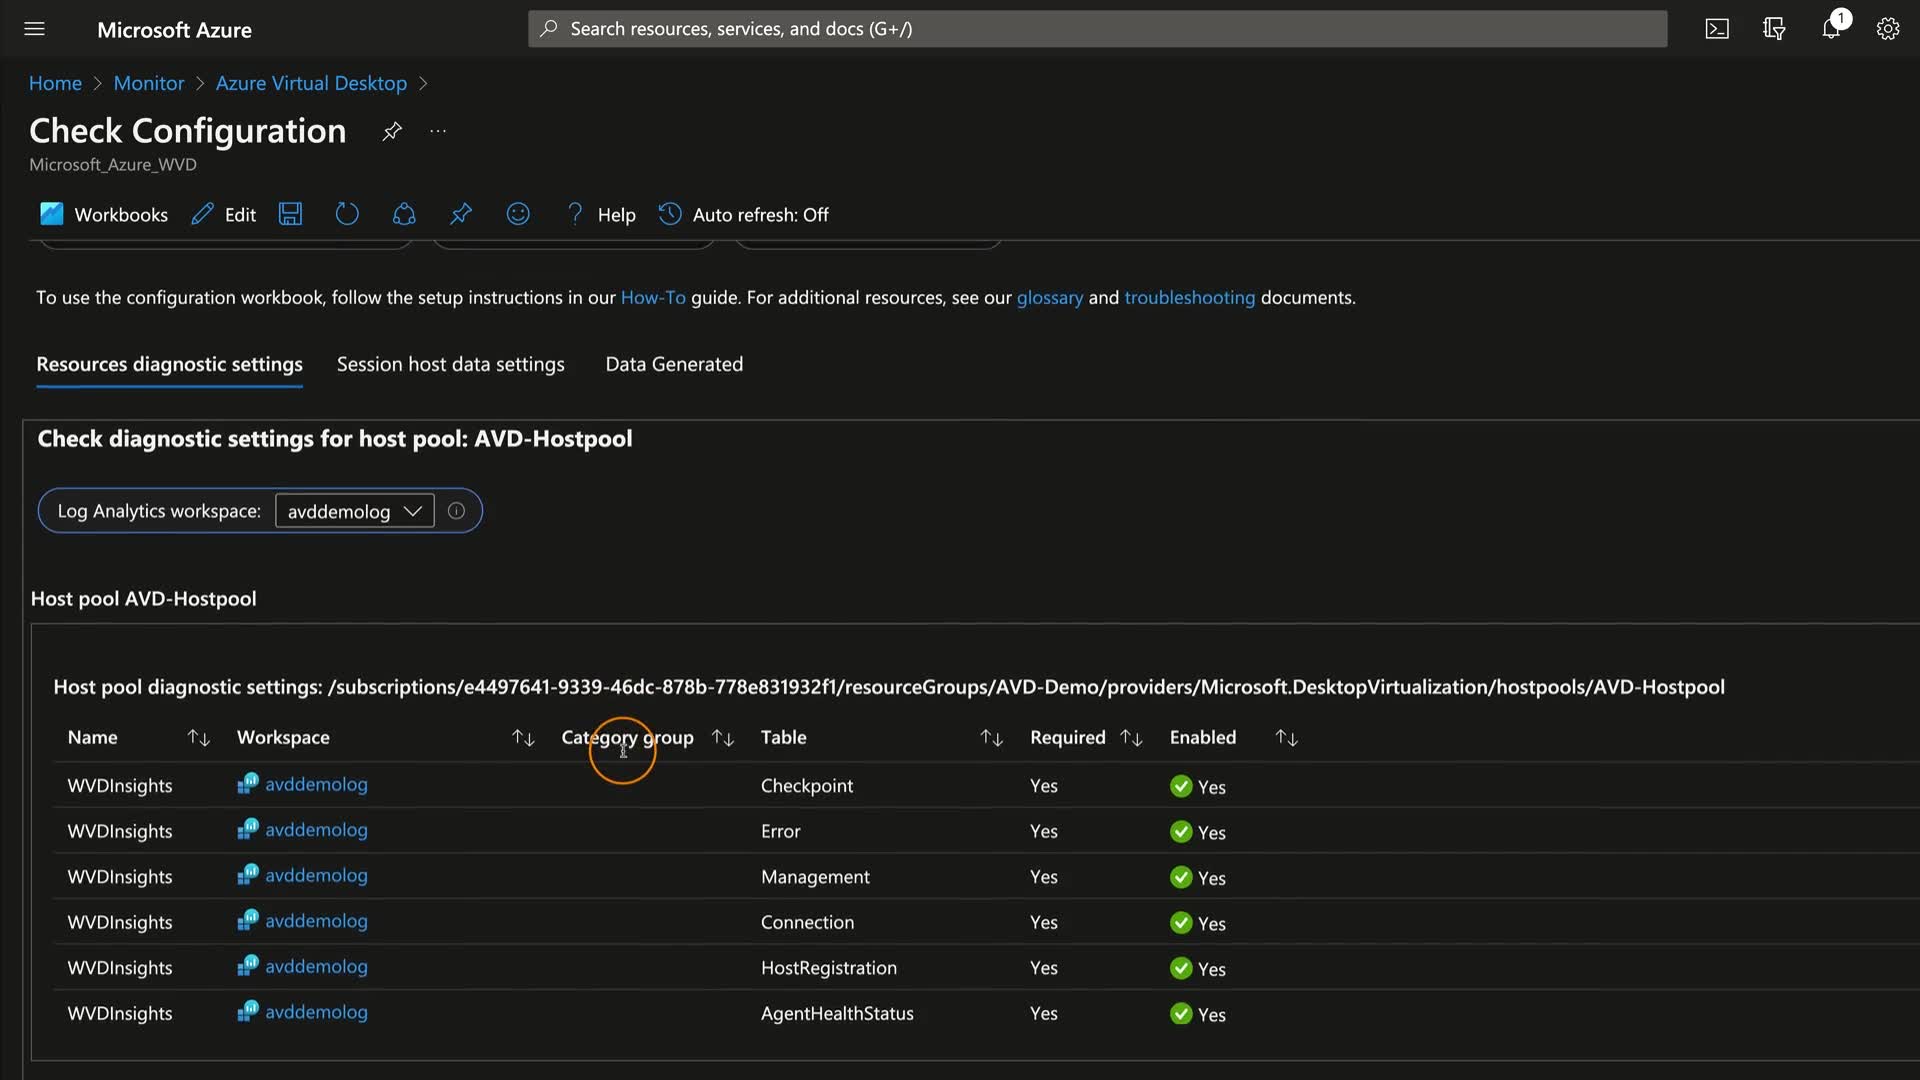 Microsoft Azure
Search resources, services, and docs (G+/)
1
Home > Monitor > Azure Virtual Desktop >
Check Configuration ...
Microsoft_Azure_WVD
Workbooks Edit ? Help Auto refresh: Off
To use the configuration workbook, follow the setup instructions in our How-To guide. For additional resources, see our glossary and troubleshooting documents.
Resources diagnostic settings Session host data settings Data Generated
Check diagnostic settings for host pool: AVD-Hostpool
Log Analytics workspace: avddemolog
Host pool AVD-Hostpool
Host pool diagnostic settings: /subscriptions/e4497641-9339-46dc-878b-778e831932f1/resourceGroups/AVD-Demo/providers/Microsoft.DesktopVirtualization/hostpools/AVD-Hostpool
Name ↑↓ Workspace ↑↓ Category group ↑↓ Table ↑↓ Required ↑↓ Enabled ↑↓
WVDInsights avddemolog Checkpoint Yes Yes
WVDInsights avddemolog Error Yes Yes
WVDInsights avddemolog Management Yes Yes
WVDInsights avddemolog Connection Yes Yes
WVDInsights avddemolog HostRegistration Yes Yes
WVDInsights avddemolog AgentHealthStatus Yes Yes